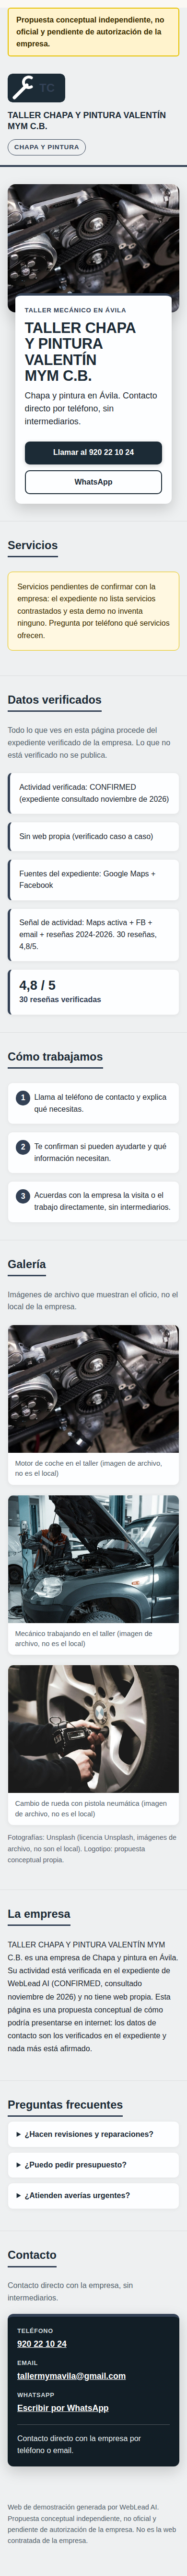 Propuesta conceptual independiente, no
oficial y pendiente de autorización de la
empresa.
TC
TALLER CHAPA Y PINTURA VALENTÍN
MYM C.B.
CHAPA Y PINTURA
TALLER MECÁNICO EN ÁVILA
TALLER CHAPA
Y PINTURA
VALENTÍN
MYM C.B.
Chapa y pintura en Ávila. Contacto
directo por teléfono, sin
intermediarios.
Llamar al 920 22 10 24
WhatsApp
Servicios
Servicios pendientes de confirmar con la
empresa: el expediente no lista servicios
contrastados y esta demo no inventa
ninguno. Pregunta por teléfono qué servicios
ofrecen.
Datos verificados
Todo lo que ves en esta página procede del
expediente verificado de la empresa. Lo que no
está verificado no se publica.
Actividad verificada: CONFIRMED
(expediente consultado noviembre de 2026)
Sin web propia (verificado caso a caso)
Fuentes del expediente: Google Maps +
Facebook
Señal de actividad: Maps activa + FB +
email + reseñas 2024-2026. 30 reseñas,
4,8/5.
4,8 / 5
30 reseñas verificadas
Cómo trabajamos
1 Llama al teléfono de contacto y explica
qué necesitas.
2 Te confirman si pueden ayudarte y qué
información necesitan.
3 Acuerdas con la empresa la visita o el
trabajo directamente, sin intermediarios.
Galería
Imágenes de archivo que muestran el oficio, no el
local de la empresa.
Motor de coche en el taller (imagen de archivo,
no es el local)
Mecánico trabajando en el taller (imagen de
archivo, no es el local)
Cambio de rueda con pistola neumática (imagen
de archivo, no es el local)
Fotografías: Unsplash (licencia Unsplash, imágenes de
archivo, no son el local). Logotipo: propuesta
conceptual propia.
La empresa
TALLER CHAPA Y PINTURA VALENTÍN MYM
C.B. es una empresa de Chapa y pintura en Ávila.
Su actividad está verificada en el expediente de
WebLead AI (CONFIRMED, consultado
noviembre de 2026) y no tiene web propia. Esta
página es una propuesta conceptual de cómo
podría presentarse en internet: los datos de
contacto son los verificados en el expediente y
nada más está afirmado.
Preguntas frecuentes
¿Hacen revisiones y reparaciones?
¿Puedo pedir presupuesto?
¿Atienden averías urgentes?
Contacto
Contacto directo con la empresa, sin
intermediarios.
TELÉFONO
920 22 10 24
EMAIL
tallermymavila@gmail.com
WHATSAPP
Escribir por WhatsApp
Contacto directo con la empresa por
teléfono o email.
Web de demostración generada por WebLead AI.
Propuesta conceptual independiente, no oficial y
pendiente de autorización de la empresa. No es la web
contratada de la empresa.